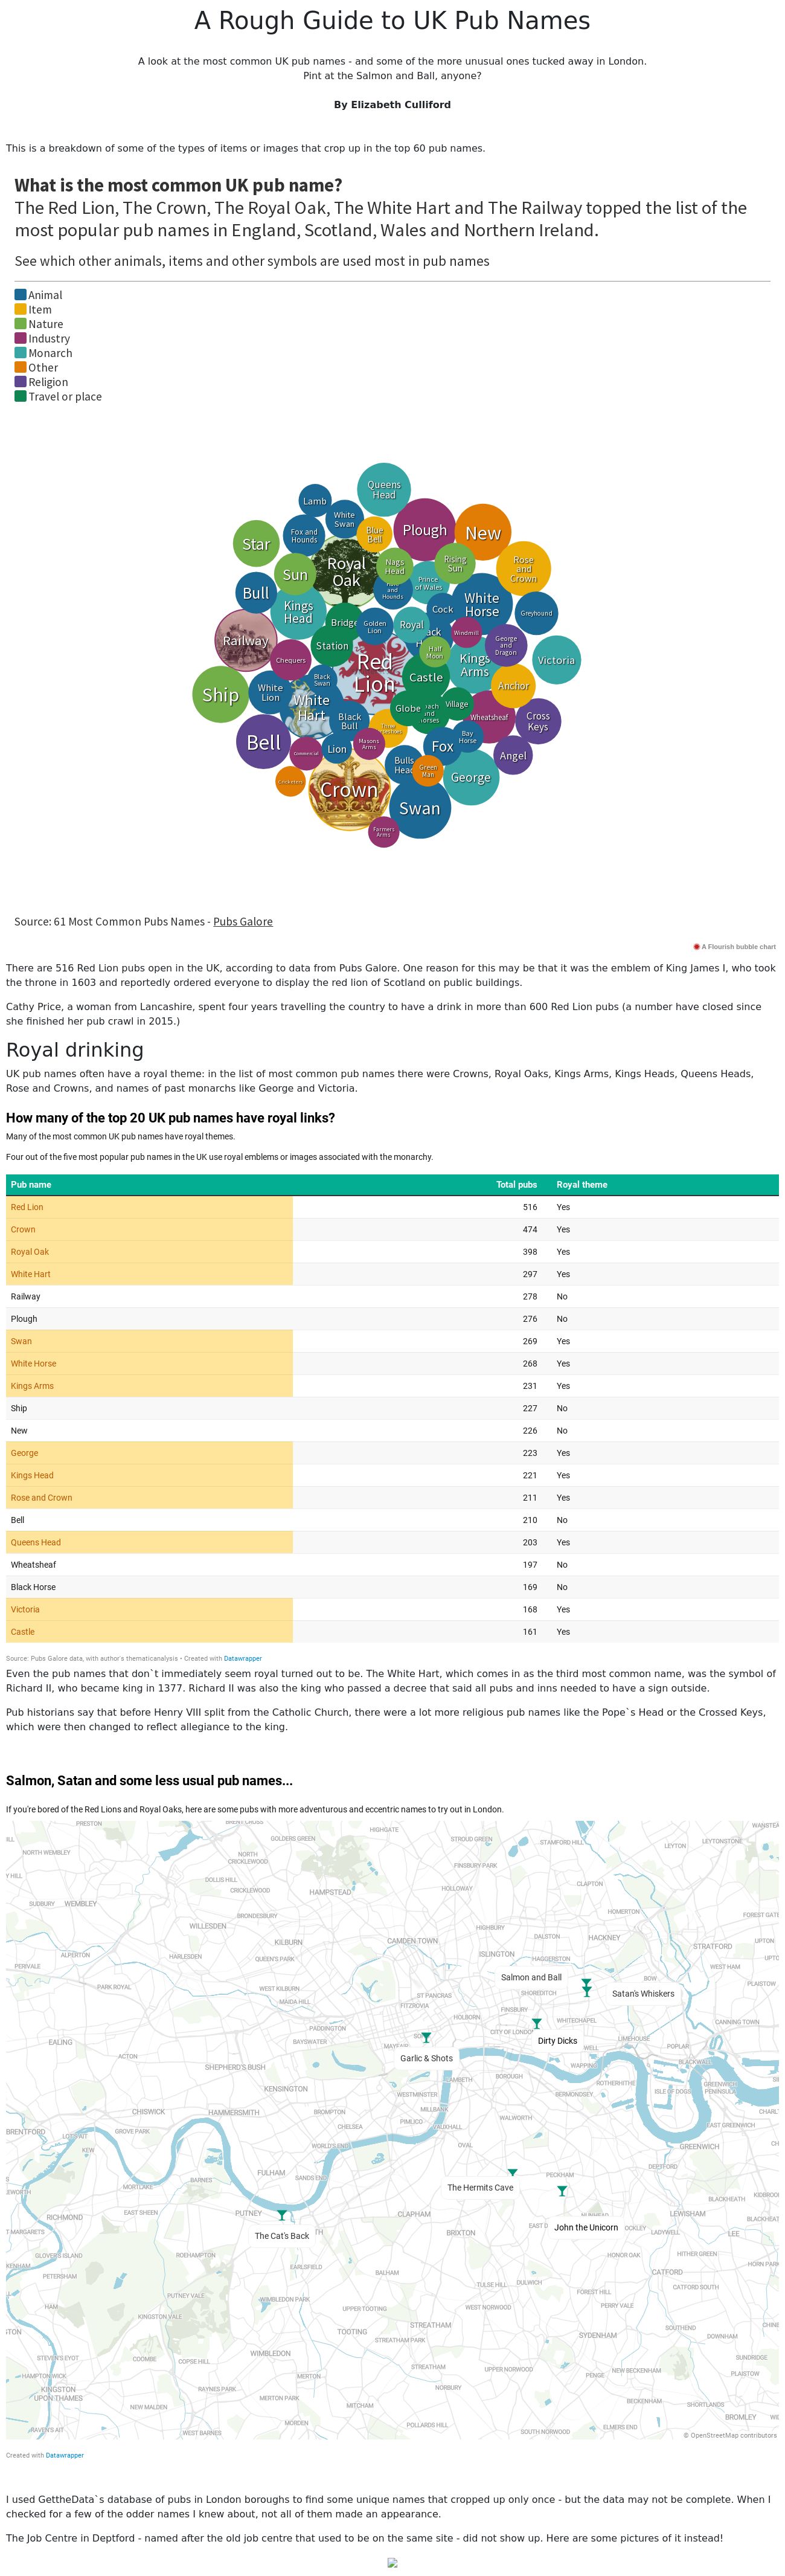 A Rough Guide to UK Pub Names
A look at the most common UK pub names - and some of the more unusual ones tucked away in London.
Pint at the Salmon and Ball, anyone?
By Elizabeth Culliford
This is a breakdown of some of the types of items or images that crop up in the top 60 pub names.
What is the most common UK pub name?
The Red Lion, The Crown, The Royal Oak, The White Hart and The Railway topped the list of the
most popular pub names in England, Scotland, Wales and Northern Ireland.
See which other animals, items and other symbols are used most in pub names
Animal
Item
Nature
Industry
Monarch
Other
Religion
Travel or place
Queens
Head
Lamb
White
Swan
Blue
Bell
Plough
New
Fox and
Hounds
Star
Royal
Oak
Nags
Head
Rising
Sun
Rose
and
Crown
Sun
Prince
of Wales
and
Hounds
Bull
Kings
Head
Cock
White
Horse
Greyhound
Bridge
Golden
Lion
Royal
Windmill
Railway
Station
Half
Moon
George
and
Dragon
Chequers
Red
Lion
Kings
Arms
Victoria
Black
Swan
Castle
Anchor
Ship
White
Lion
White
Hart
Globe
Village
Wheatsheaf
Cross
Keys
Black
Bull
Bell
Masons
Arms
Bay
Horse
Commercial
Lion
Fox
Angel
Bulls
Head
Green
Man
George
Cricketers
Crown
Swan
Farmers
Arms
Source: 61 Most Common Pubs Names - Pubs Galore
A Flourish bubble chart
There are 516 Red Lion pubs open in the UK, according to data from Pubs Galore. One reason for this may be that it was the emblem of King James I, who took
the throne in 1603 and reportedly ordered everyone to display the red lion of Scotland on public buildings.
Cathy Price, a woman from Lancashire, spent four years travelling the country to have a drink in more than 600 Red Lion pubs (a number have closed since
she finished her pub crawl in 2015.)
Royal drinking
UK pub names often have a royal theme: in the list of most common pub names there were Crowns, Royal Oaks, Kings Arms, Kings Heads, Queens Heads,
Rose and Crowns, and names of past monarchs like George and Victoria.
How many of the top 20 UK pub names have royal links?
Many of the most common UK pub names have royal themes.
Four out of the five most popular pub names in the UK use royal emblems or images associated with the monarchy.
Pub name Total pubs Royal theme
Red Lion 516 Yes
Crown 474 Yes
Royal Oak 398 Yes
White Hart 297 Yes
Railway 278 No
Plough 276 No
Swan 269 Yes
White Horse 268 Yes
Kings Arms 231 Yes
Ship 227 No
New 226 No
George 223 Yes
Kings Head 221 Yes
Rose and Crown 211 Yes
Bell 210 No
Queens Head 203 Yes
Wheatsheaf 197 No
Black Horse 169 No
Victoria 168 Yes
Castle 161 Yes
Source: Pubs Galore data, with author's thematicanalysis • Created with Datawrapper
Even the pub names that don`t immediately seem royal turned out to be. The White Hart, which comes in as the third most common name, was the symbol of
Richard II, who became king in 1377. Richard II was also the king who passed a decree that said all pubs and inns needed to have a sign outside.
Pub historians say that before Henry VIII split from the Catholic Church, there were a lot more religious pub names like the Pope`s Head or the Crossed Keys,
which were then changed to reflect allegiance to the king.
Salmon, Satan and some less usual pub names...
If you're bored of the Red Lions and Royal Oaks, here are some pubs with more adventurous and eccentric names to try out in London.
PRESTON
HIGHGATE
GOLDERS GREEN
STROUD GREEN
STAMFORD HILL
LEYTON
LEYTONSTONE
NORTH WEMBLEY
NORTH
CRICKLEWOOD
FINSBURY PARK
DOLLIS HILL
CRICKLEWOOD
HAMPSTEAD
HOLLOWAY
CLAPTON
SUDBURY
WEMBLEY
BRONDESBURY
HOMERTON
WILLESDEN
HIGHBURY
KILBURN
CAMDEN TOWN
DALSTON
HACKNEY
STRATFORD
UPTON
ALPERTON
HARLESDEN
QUEEN'S PARK
ISLINGTON
HAGGERSTON
PERIVALE
WEST HAM
Salmon and Ball
BOW
PLAISTOW
PARK ROYAL
WEST KILBURN
ST PANCRAS
SHOREDITCH
Satan's Whiskers
MAIDA HILL
FITZROVIA
FINSBURY
HOLBORN
WHITECHAPEL
CANNING TOWN
PADDINGTON
CITY OF LONDON
LIMEHOUSE
EALING
BAYSWATER
Dirty Dicks
POPLAR
ACTON
Garlic & Shots
WAPPING
BLACKWALL
SHEPHERD'S BUSH
BOROUGH
ROTHERHITHE
GREENWICH
PENINSULA
KENSINGTON
WESTMINSTER
BERMONDSEY
ISLE OF DOGS
CHISWICK
HAMMERSMITH
BROMPTON
MILLBANK
WALWORTH
CHELSEA
PIMLICO
VAUXHALL
EAST GREENWICH
BRENTFORD
GROVE PARK
WORLD'S END
OVAL
GREENWICH
KEW
BARNES
FULHAM
SANDS END
PECKHAM
DEPTFORD
MORTLAKE
The Hermits Cave
BLACKHEATH
RICHMOND
EAST SHEEN
PUTNEY
CLAPHAM
LEWISHAM
The Cat's Back
BRIXTON
John the Unicorn
LADYWELL
LEE
ROEHAMPTON
HONOR OAK
HITHER GREEN
PETERSHAM
EARLSFIELD
BALHAM
CATFORD
TULSE HILL
DULWICH
FOREST HILL
CATFORD SOUTH
HAM
PUTNEY VALE
WIMBLEDON PARK
UPPER TOOTING
WEST NORWOOD
PERRY VALE
KINGSTON VALE
TOOTING
STREATHAM
SYDENHAM
SOUTHEND
DOWNHAM
STREATHAM PARK
COOMBE
COPSE HILL
WIMBLEDON
STREATHAM
UPPER NORWOOD
PENGE
NEW BECKENHAM
SUNDRIDGE
PLAISTOW
KINGSTON
UPON THAMES
RAYNES PARK
MERTON
NORBURY
MERTON PARK
MITCHAM
BECKENHAM
SHORTLANDS
NEW MALDEN
MORDEN
POLLARDS HILL
ELMERS END
BROMLEY
RAVEN'S AIT
WEST BARNES
SOUTH NORWOOD
© OpenStreetMap contributors
Created with Datawrapper
I used GettheData`s database of pubs in London boroughs to find some unique names that cropped up only once - but the data may not be complete. When I
checked for a few of the odder names I knew about, not all of them made an appearance.
The Job Centre in Deptford - named after the old job centre that used to be on the same site - did not show up. Here are some pictures of it instead!